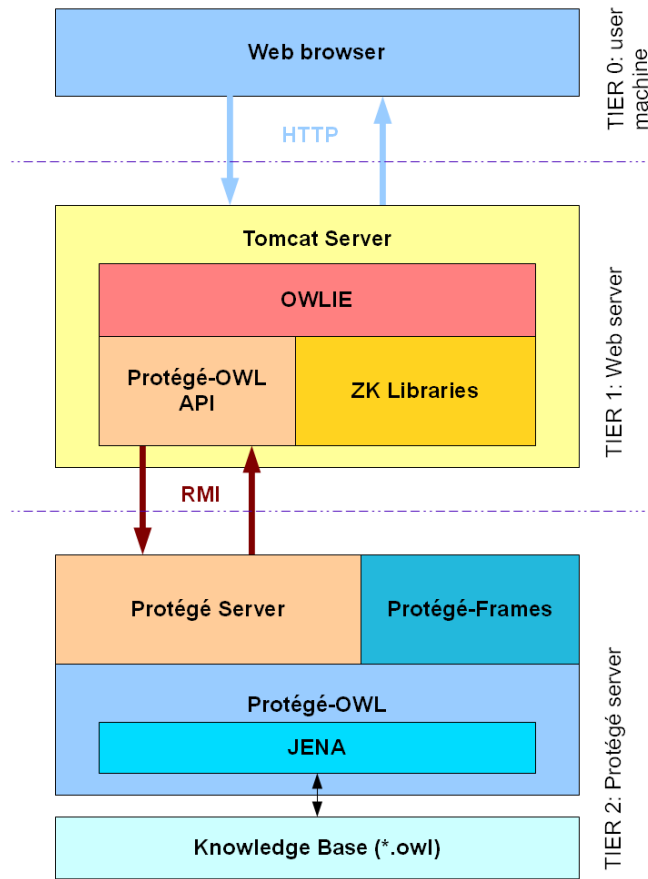 Web browser
TIER 0: user
machine
HTTP
Tomcat Server
OWLIE
Protégé-OWL
API
ZK Libraries
TIER 1: Web server
RMI
Protégé Server
Protégé-Frames
Protégé-OWL
JENA
TIER 2: Protégé server
Knowledge Base (*.owl)